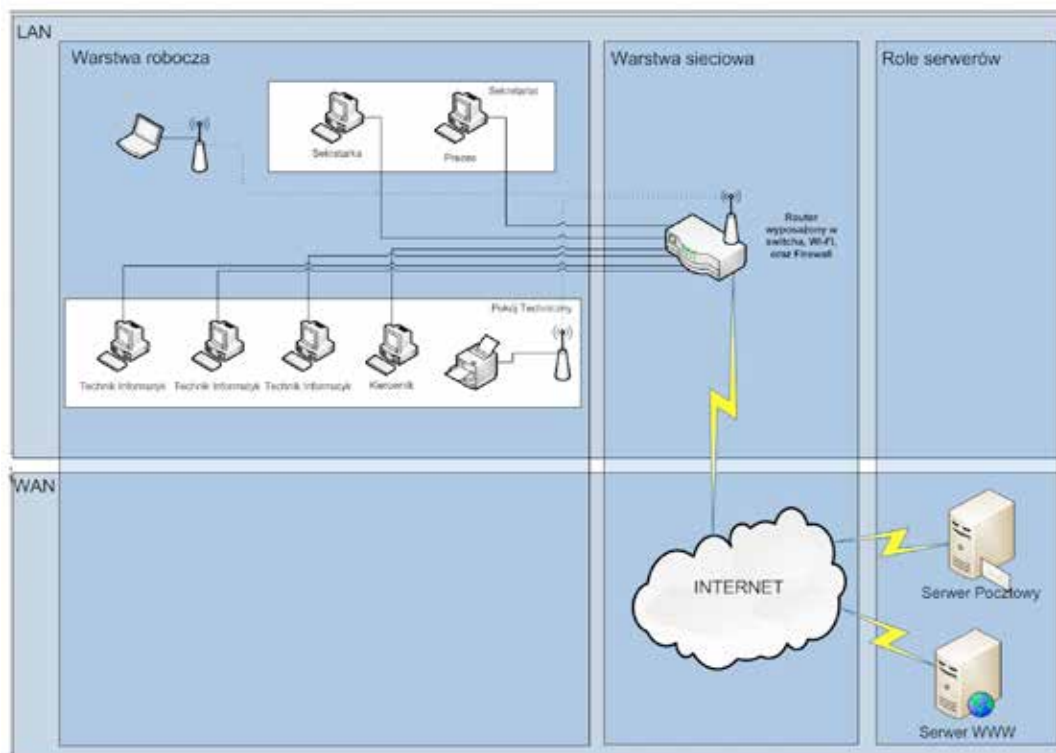 LAN
Warstwa robocza
Warstwa sieciowa
Role serwerów
Sekretariat
Sekretarka
Prezes
Router
wyposażony w
switcha, WI-FI,
oraz Firewall
Pokój Techniczny
Technik Informatyk
Technik Informatyk
Technik Informatyk
Kierownik
WAN
INTERNET
Serwer Pocztowy
Serwer WWW